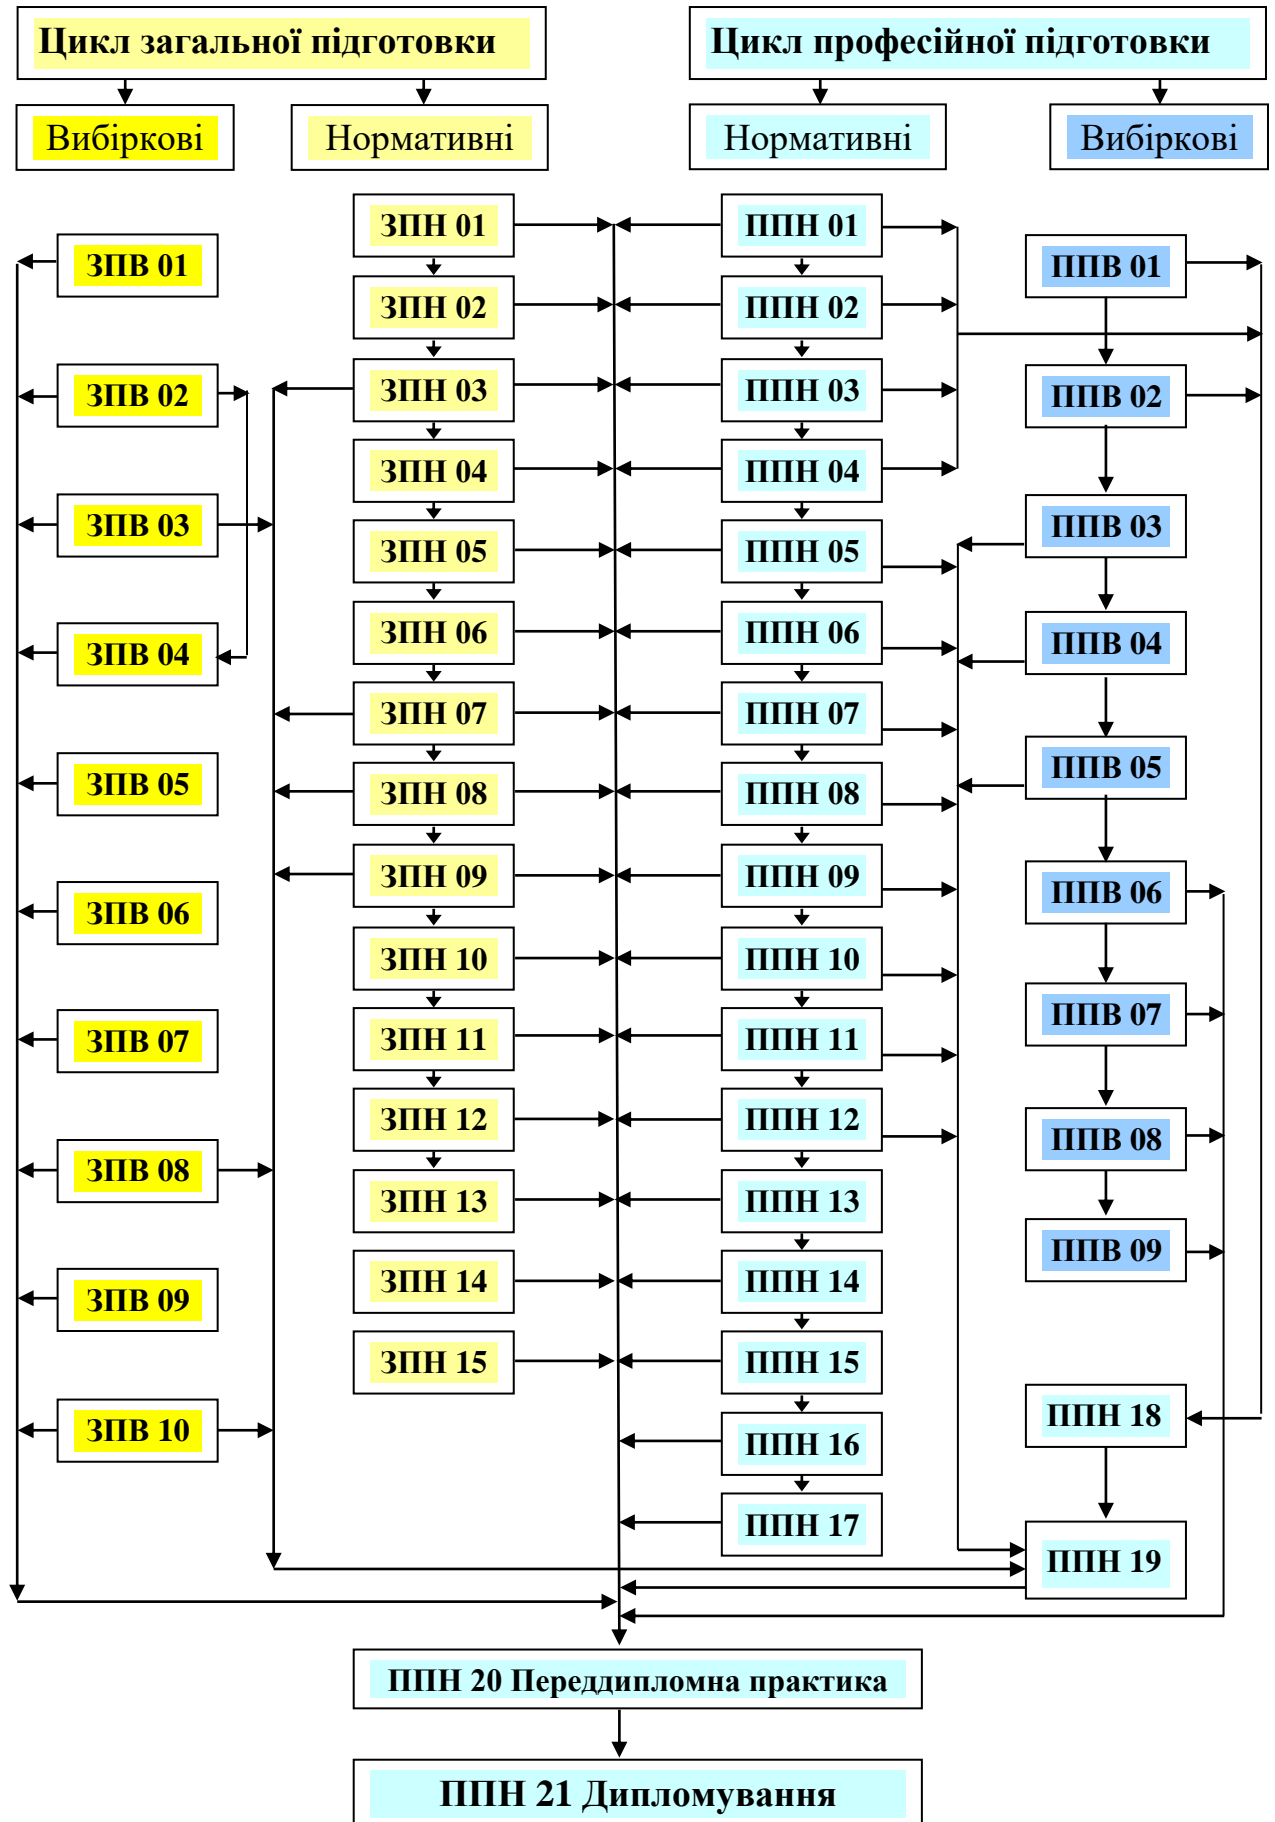 Цикл загальної підготовки
Цикл професійної підготовки
Вибіркові
Нормативні
Нормативні
Вибіркові
ЗПВ 01
ЗПВ 02
ЗПВ 03
ЗПВ 04
ЗПВ 05
ЗПВ 06
ЗПВ 07
ЗПВ 08
ЗПВ 09
ЗПВ 10
ЗПН 01
ЗПН 02
ЗПН 03
ЗПН 04
ЗПН 05
ЗПН 06
ЗПН 07
ЗПН 08
ЗПН 09
ЗПН 10
ЗПН 11
ЗПН 12
ЗПН 13
ЗПН 14
ЗПН 15
ППН 01
ППН 02
ППН 03
ППН 04
ППН 05
ППН 06
ППН 07
ППН 08
ППН 09
ППН 10
ППН 11
ППН 12
ППН 13
ППН 14
ППН 15
ППН 16
ППН 17
ППВ 01
ППВ 02
ППВ 03
ППВ 04
ППВ 05
ППВ 06
ППВ 07
ППВ 08
ППВ 09
ППН 18
ППН 19
ППН 20 Переддипломна практика
ППН 21 Дипломування